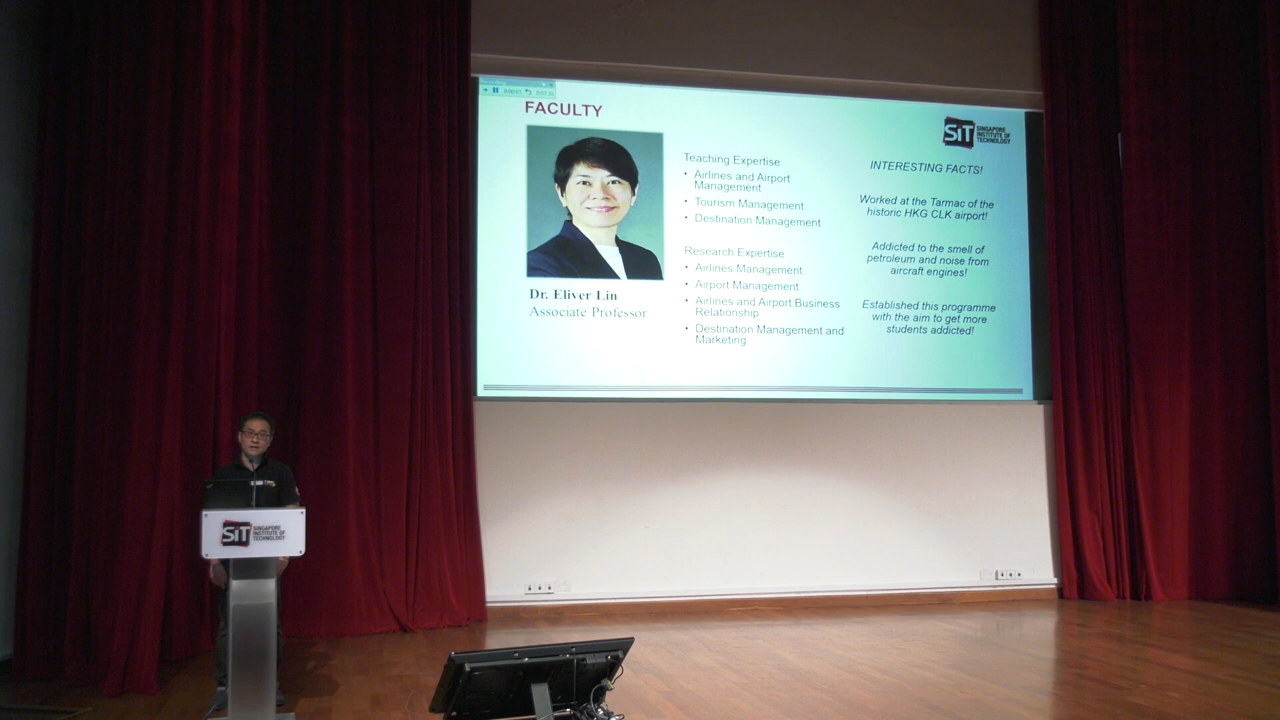 FACULTY
SiT SINGAPORE
INSTITUTE OF
TECHNOLOGY
Dr. Eliver Lin
Associate Professor
Teaching Expertise
• Airlines and Airport
Management
• Tourism Management
• Destination Management
Research Expertise
• Airlines Management
• Airport Management
• Airlines and Airport Business
Relationship
• Destination Management and
Marketing
INTERESTING FACTS!
Worked at the Tarmac of the
historic HKG CLK airport!
Addicted to the smell of
petroleum and noise from
aircraft engines!
Established this programme
with the aim to get more
students addicted!
SiT SINGAPORE
INSTITUTE OF
TECHNOLOGY